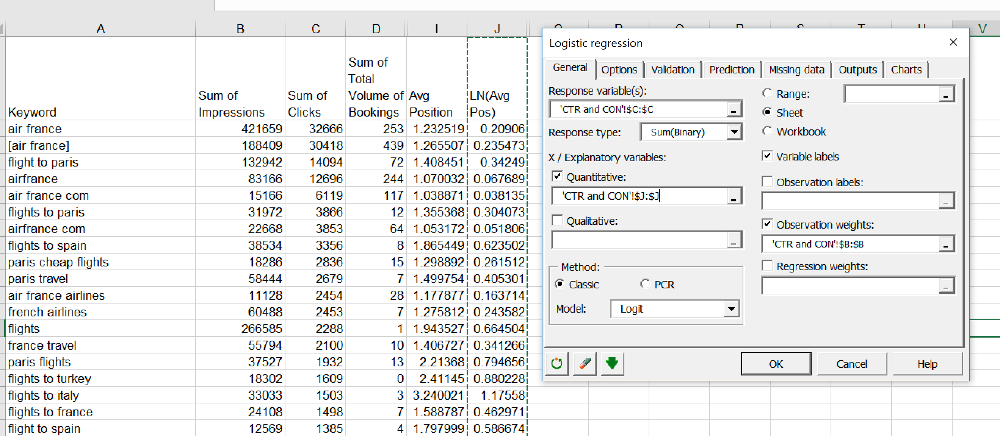 A B C D I J V
Keyword Sum of Impressions Sum of Clicks Sum of Total Volume of Bookings Avg Position LN(Avg Pos)
air france 421659 32666 253 1.232519 0.20906
[air france] 188409 30418 439 1.265507 0.235473
flight to paris 132942 14094 72 1.408451 0.34249
airfrance 83166 12696 244 1.070032 0.067689
air france com 15166 6119 117 1.038871 0.038135
flights to paris 31972 3866 12 1.355368 0.304073
airfrance com 22668 3853 64 1.053172 0.051806
flights to spain 38534 3356 8 1.865449 0.623502
paris cheap flights 18286 2836 15 1.298892 0.261512
paris travel 58444 2679 7 1.499754 0.405301
air france airlines 11128 2454 28 1.177877 0.163714
french airlines 60488 2453 7 1.275812 0.243582
flights 266585 2288 1 1.943527 0.664504
france travel 55794 2100 10 1.406727 0.341266
paris flights 37527 1932 13 2.21368 0.794656
flights to turkey 18302 1609 0 2.41145 0.880228
flights to italy 33033 1503 3 3.240021 1.17558
flights to france 24108 1498 7 1.588787 0.462971
flight to spain 12569 1385 4 1.797999 0.586674
Logistic regression
General Options Validation Prediction Missing data Outputs Charts
Response variable(s):
'CTR and CON'!$C:$C
Response type: Sum(Binary)
X / Explanatory variables:
Quantitative:
'CTR and CON'!$J:$J
Qualitative:
Method:
Classic PCR
Model: Logit
Range:
Sheet
Workbook
Variable labels
Observation labels:
Observation weights:
'CTR and CON'!$B:$B
Regression weights:
OK Cancel Help